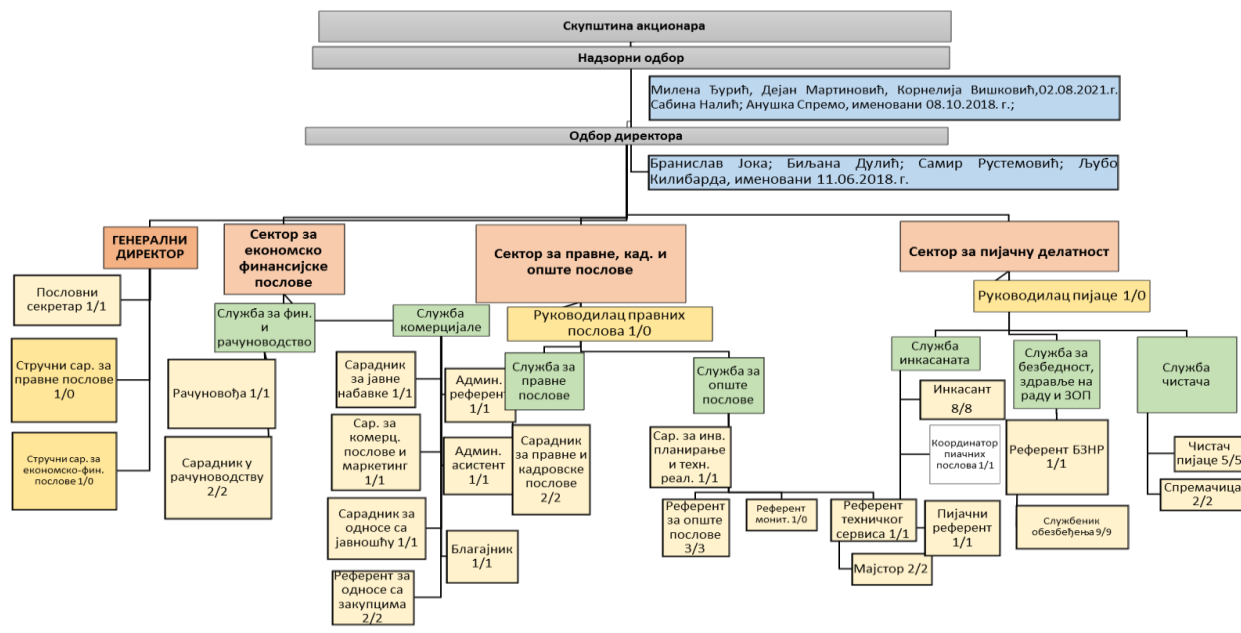 Скупштина акционара
Надзорни одбор
Милена Ђурић, Дејан Мартиновић, Корнелија Вишковић,02.08.2021.г.
Сабина Налић; Анушка Спремо, именовани 08.10.2018. г.;
Одбор директора
Бранислав Јока; Биљана Дулић; Самир Рустемовић; Љубо
Килибарда, именовани 11.06.2018. г.
ГЕНЕРАЛНИ
ДИРЕКТОР
Пословни
секретар 1/1
Стручни сар. за
правне послове
1/0
Стручни сар. за
економско-фин.
послове 1/0
Сектор за
економско
финансијске
послове
Служба за фин.
и
рачуноводство
Рачуновођа 1/1
Сарадник у
рачуноводству
2/2
Служба
комерцијале
Сарадник
за јавне
набавке 1/1
Сар. за
комерц.
послове и
маркетинг
1/1
Сарадник за
односе са
јавношћу 1/1
Референт за
односе са
закупцима
2/2
Админ.
референт
1/1
Админ.
асистент
1/1
Благајник
1/1
Сектор за правне, кад. и
опште послове
Руководилац правних
послова 1/0
Служба за
правне
послове
Сарадник
за правне и
кадровске
послове 2/2
Служба за
опште
послове
Сар. за инв.
планирање
и техн.
реал. 1/1
Референт
за опште
послове
3/3
Референт
монит. 1/0
Референт
техничког
сервиса 1/1
Мајстор 2/2
Сектор за пијачну делатност
Руководилац пијаце 1/0
Служба
инкасаната
Инкасант
8/8
Координатор
пиачних
послова 1/1
Пијачни
референт
1/1
Служба за
безбедност,
здравље на
раду и ЗОП
Референт БЗНР
1/1
Службеник
обезбеђења 9/9
Служба
чистача
Чистач
пијаце 5/5
Спремачица
2/2